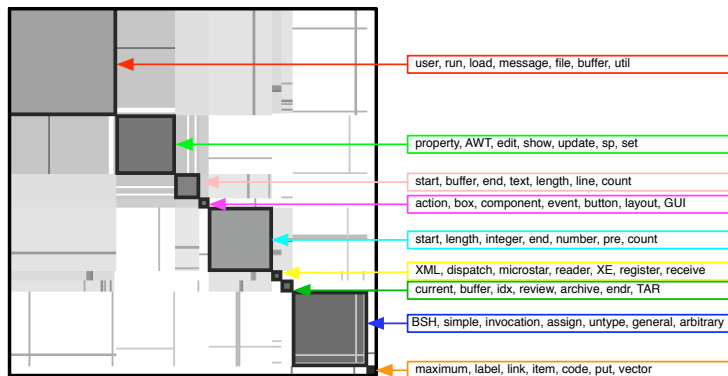 user, run, load, message, file, buffer, util
property, AWT, edit, show, update, sp, set
start, buffer, end, text, length, line, count
action, box, component, event, button, layout, GUI
start, length, integer, end, number, pre, count
XML, dispatch, microstar, reader, XE, register, receive
current, buffer, idx, review, archive, endr, TAR
BSH, simple, invocation, assign, untype, general, arbitrary
maximum, label, link, item, code, put, vector